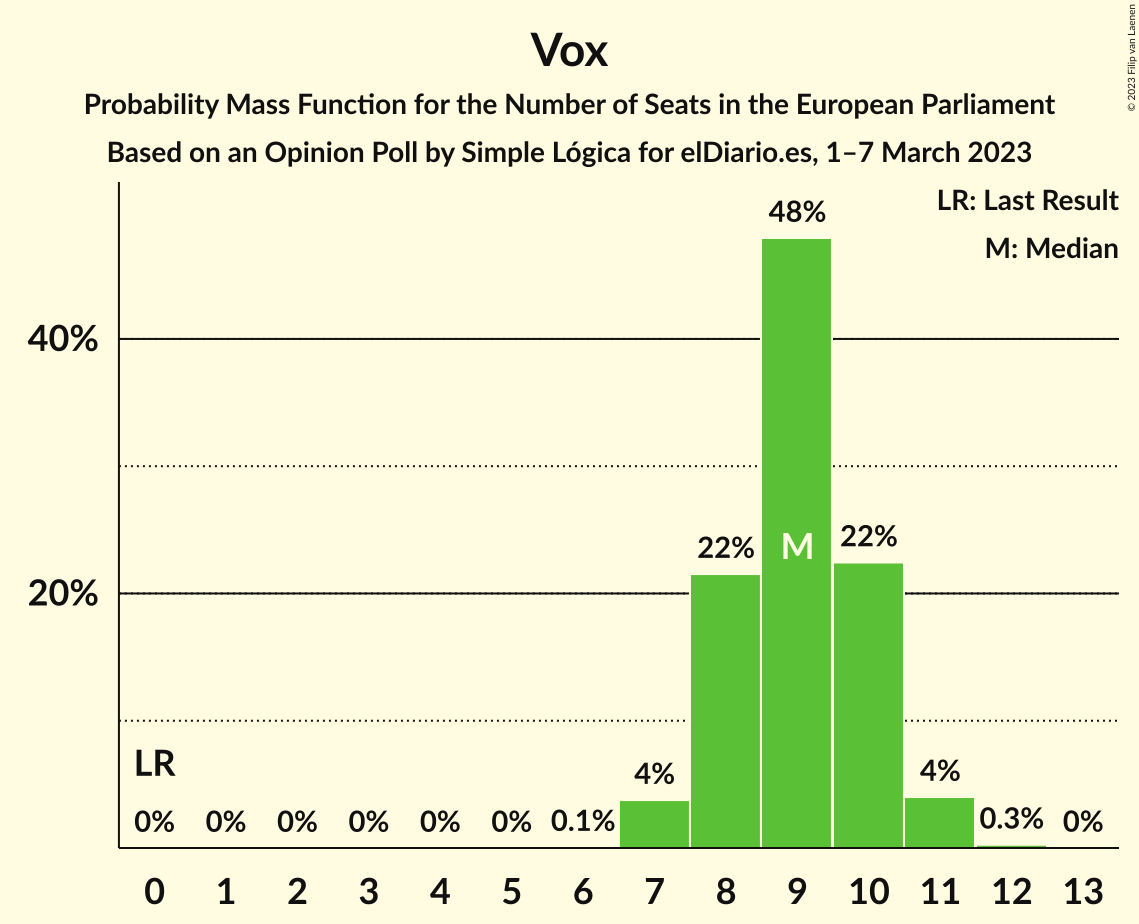 Vox
Probability Mass Function for the Number of Seats in the European Parliament
Based on an Opinion Poll by Simple Lógica for elDiario.es, 1–7 March 2023
© 2023 Filip van Laenen
LR: Last Result
M: Median
48%
40%
22%
M
22%
20%
LR
4%
4%
0%
0%
0%
0%
0%
0%
0.1%
0.3%
0%
0 1 2 3 4 5 6 7 8 9 10 11 12 13